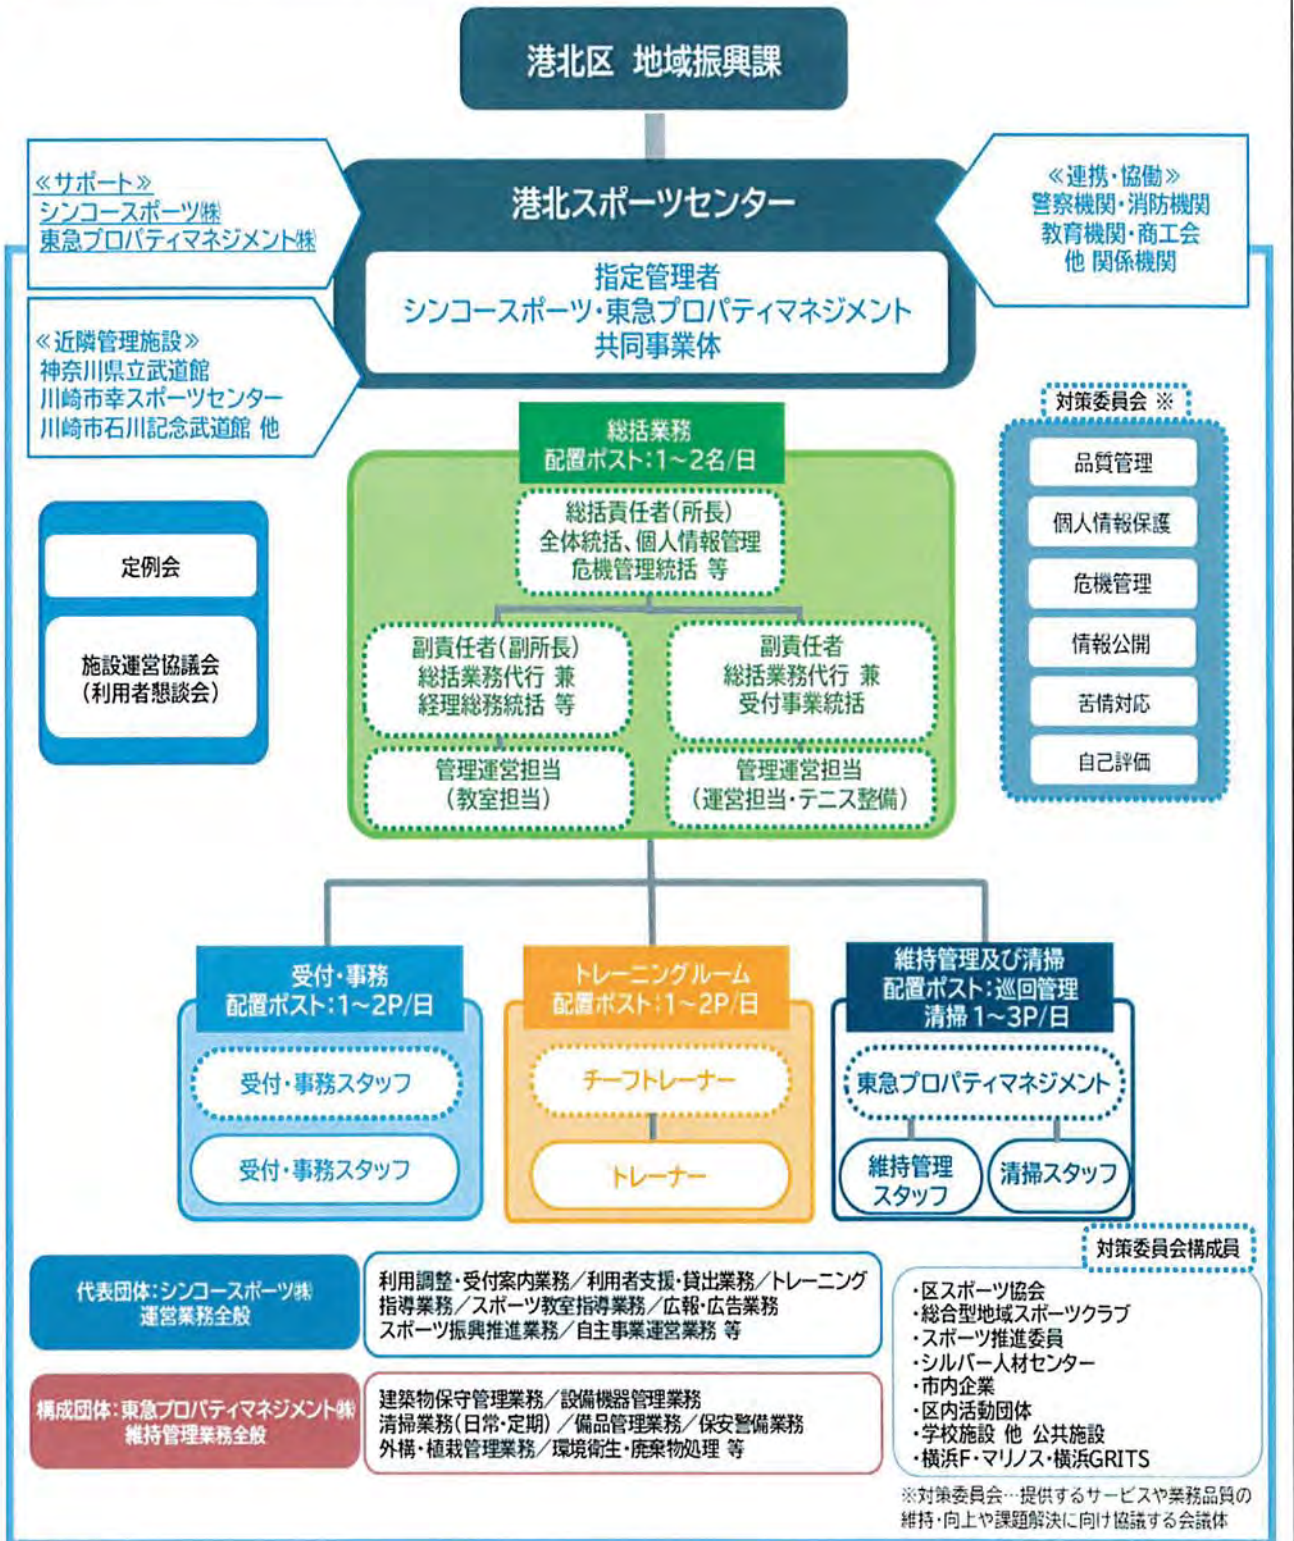 港北区 地域振興課
≪サポート≫
シンコースポーツ㈱
東急プロパティマネジメント㈱
港北スポーツセンター
≪連携・協働≫
警察機関・消防機関
教育機関・商工会
他 関係機関
指定管理者
シンコースポーツ・東急プロパティマネジメント
共同事業体
≪近隣管理施設≫
神奈川県立武道館
川崎市幸スポーツセンター
川崎市石川記念武道館 他
対策委員会 ※
品質管理
個人情報保護
危機管理
情報公開
苦情対応
自己評価
定例会
施設運営協議会
(利用者懇談会)
総括業務
配置ポスト:1～2名/日
総括責任者(所長)
全体統括、個人情報管理
危機管理統括 等
副責任者(副所長)
総括業務代行 兼
経理総務統括 等
副責任者
総括業務代行 兼
受付事業統括
管理運営担当
(教室担当)
管理運営担当
(運営担当・テニス整備)
受付・事務
配置ポスト:1～2P/日
受付・事務スタッフ
受付・事務スタッフ
トレーニングルーム
配置ポスト:1～2P/日
チーフトレーナー
トレーナー
維持管理及び清掃
配置ポスト:巡回管理
清掃 1～3P/日
東急プロパティマネジメント
維持管理
スタッフ
清掃スタッフ
代表団体:シンコースポーツ㈱
運営業務全般
利用調整・受付案内業務／利用者支援・貸出業務／トレーニング
指導業務／スポーツ教室指導業務／広報・広告業務
スポーツ振興推進業務／自主事業運営業務 等
構成団体:東急プロパティマネジメント㈱
維持管理業務全般
建築物保守管理業務／設備機器管理業務
清掃業務(日常・定期)／備品管理業務／保安警備業務
外構・植栽管理業務／環境衛生・廃棄物処理 等
対策委員会構成員
・区スポーツ協会
・総合型地域スポーツクラブ
・スポーツ推進委員
・シルバー人材センター
・市内企業
・区内活動団体
・学校施設 他 公共施設
・横浜F・マリノス・横浜GRITS
※対策委員会…提供するサービスや業務品質の
維持・向上や課題解決に向け協議する会議体